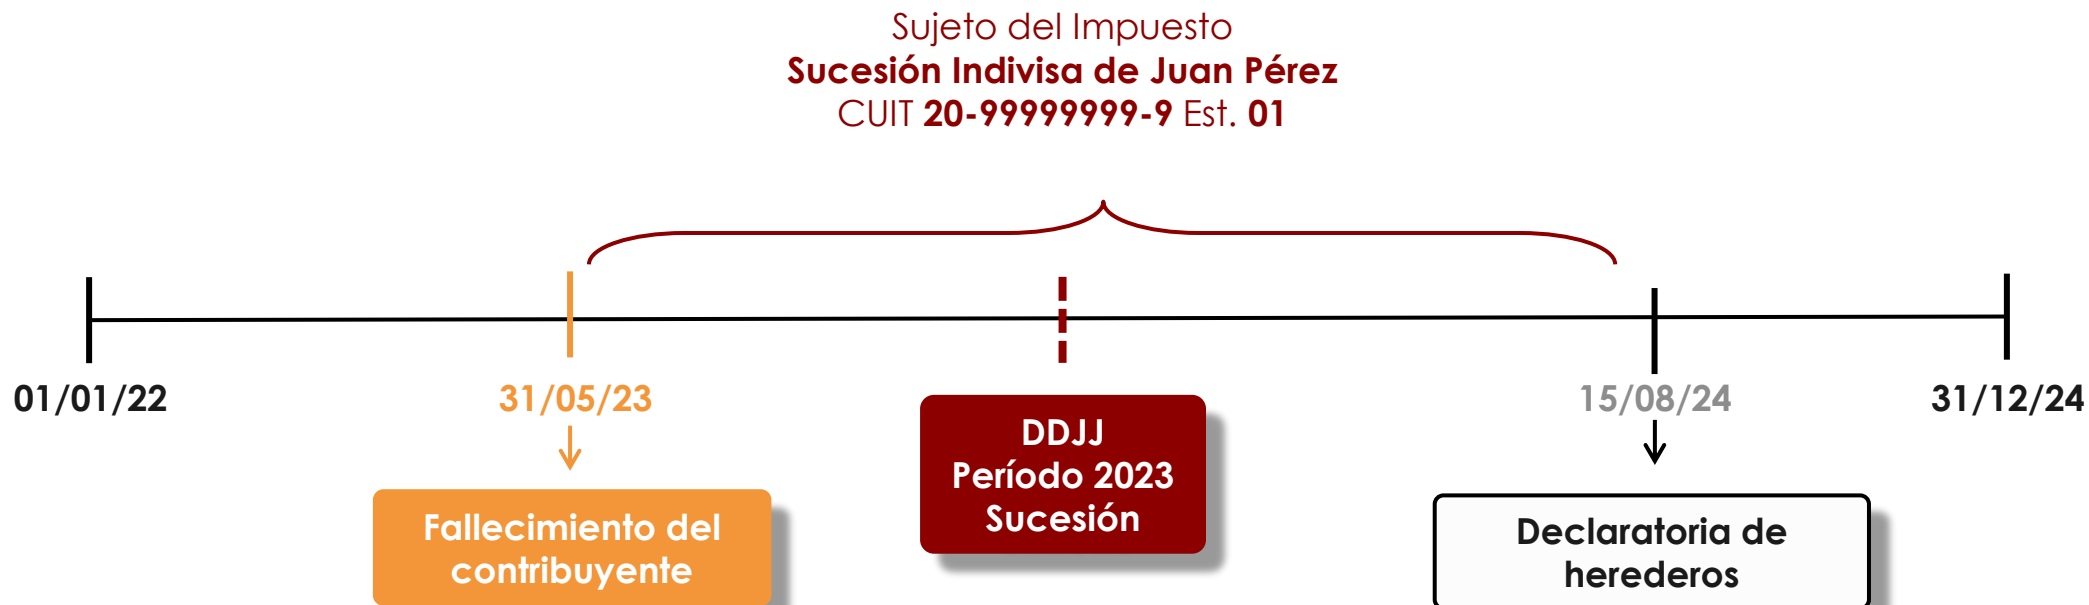 Sujeto del Impuesto
Sucesión Indivisa de Juan Pérez
CUIT 20-99999999-9 Est. 01
01/01/22
31/05/23
15/08/24
31/12/24
DDJJ
Período 2023
Sucesión
Fallecimiento del
contribuyente
Declaratoria de
herederos